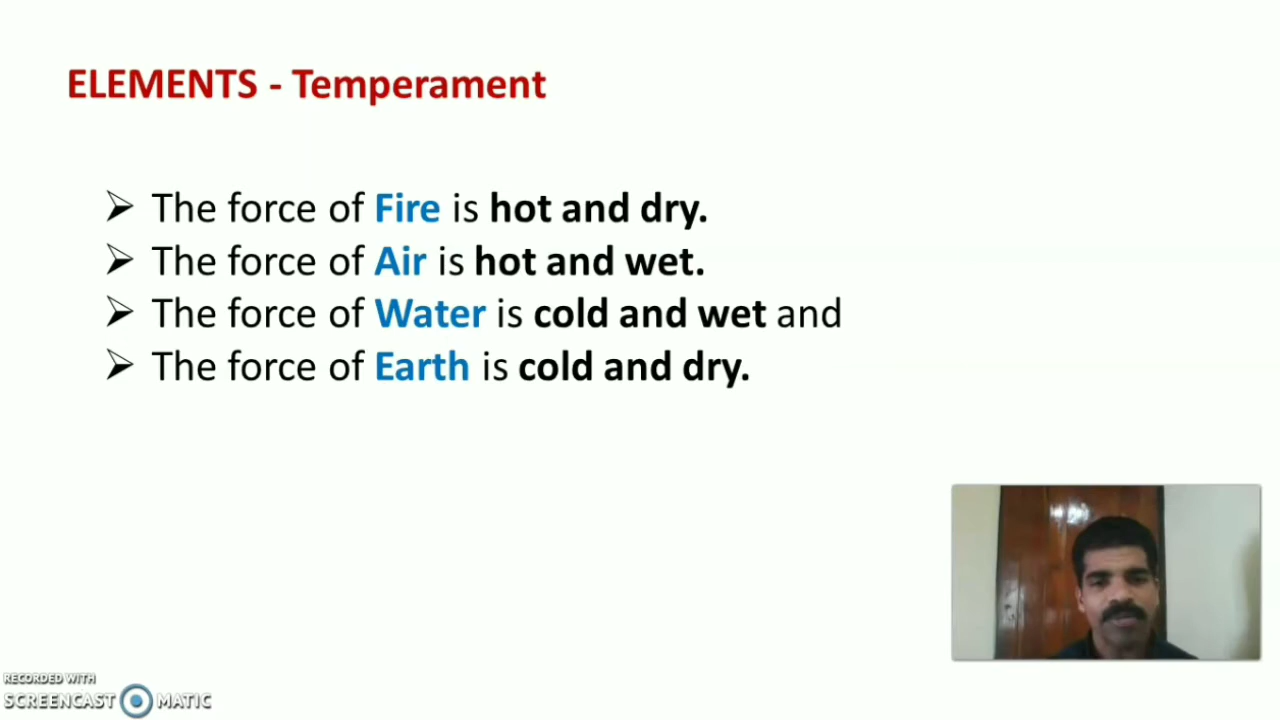 ELEMENTS - Temperament
➢ The force of Fire is hot and dry.
➢ The force of Air is hot and wet.
➢ The force of Water is cold and wet and
➢ The force of Earth is cold and dry.
RECORDED WITH
SCREENCAST MATIC